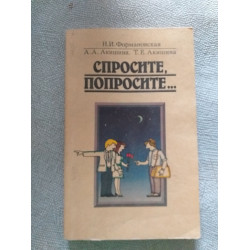 Н.И. Формановская
А.А. Акишина Т.Е. Акишина
СПРОСИТЕ,
ПОПРОСИТЕ...